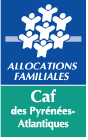 ALLOCATIONS
FAMILIALES
Caf
des Pyrénées-
Atlantiques